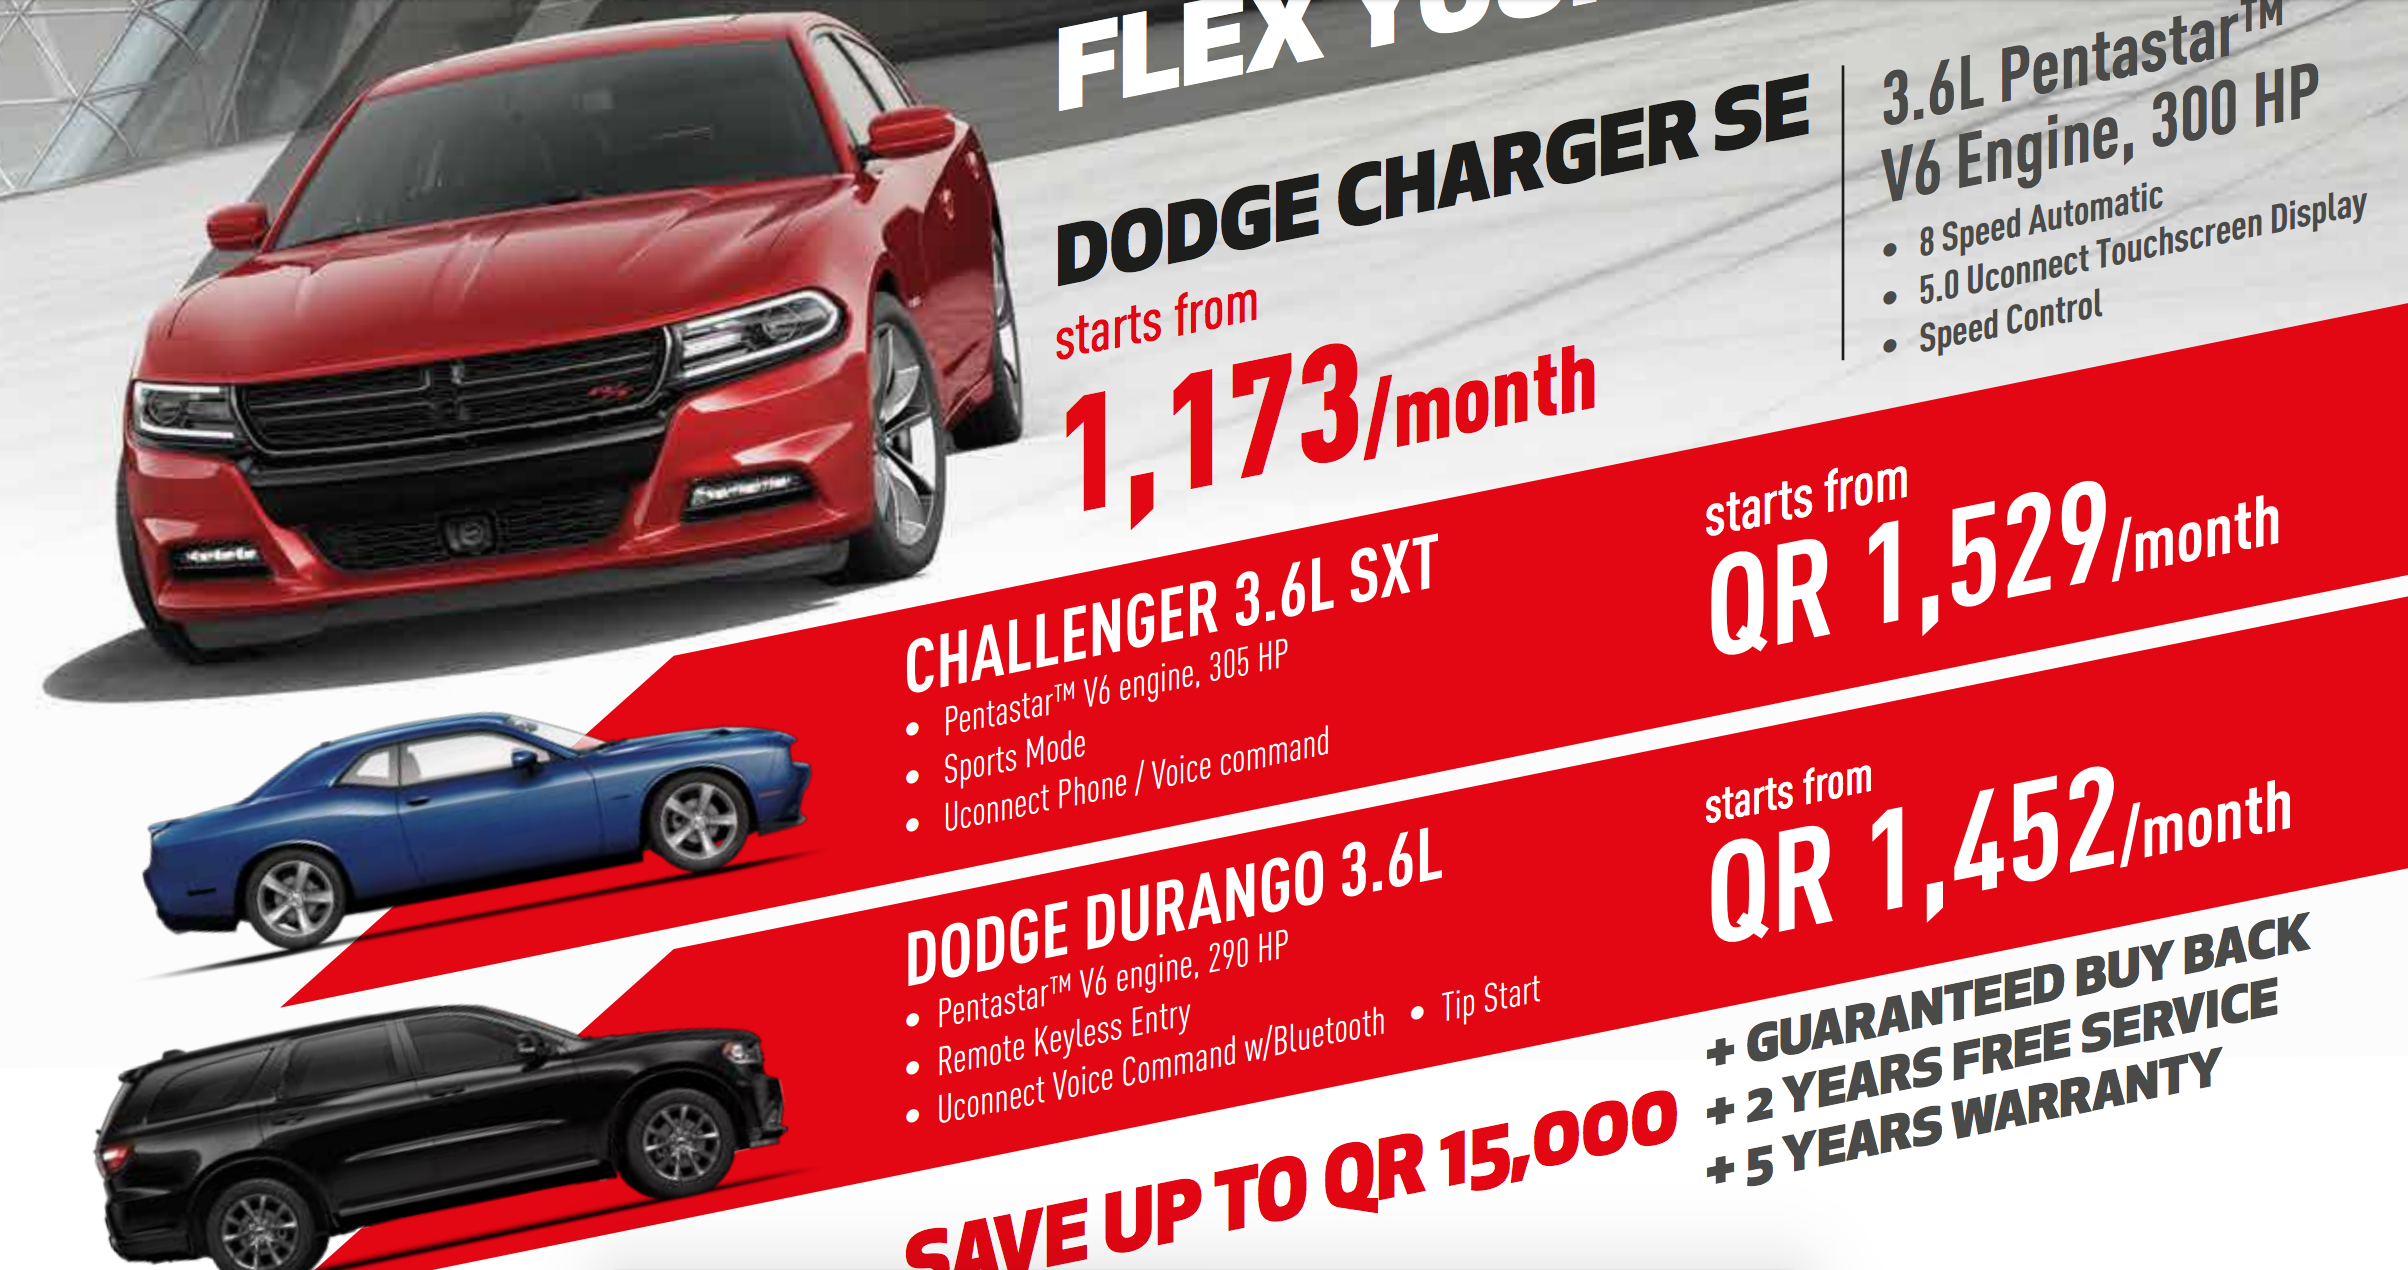 FLEX
DODGE CHARGER SE
starts from
1,173/month
3.6L Pentastar™
V6 Engine, 300 HP
• 8 Speed Automatic
• 5.0 Uconnect Touchscreen Display
• Speed Control
CHALLENGER 3.6L SXT
• Pentastar™ V6 engine, 305 HP
• Sports Mode
• Uconnect Phone / Voice command
starts from
QR 1,529/month
DODGE DURANGO 3.6L
• Pentastar™ V6 engine, 290 HP
• Remote Keyless Entry
• Uconnect Voice Command w/Bluetooth • Tip Start
starts from
QR 1,452/month
SAVE UP TO QR 15,000
+ GUARANTEED BUY BACK
+ 2 YEARS FREE SERVICE
+ 5 YEARS WARRANTY
R/T